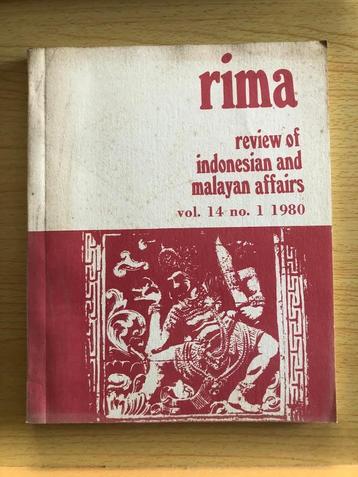 rima
review of
indonesian and
malayan affairs
vol. 14 no. 1 1980